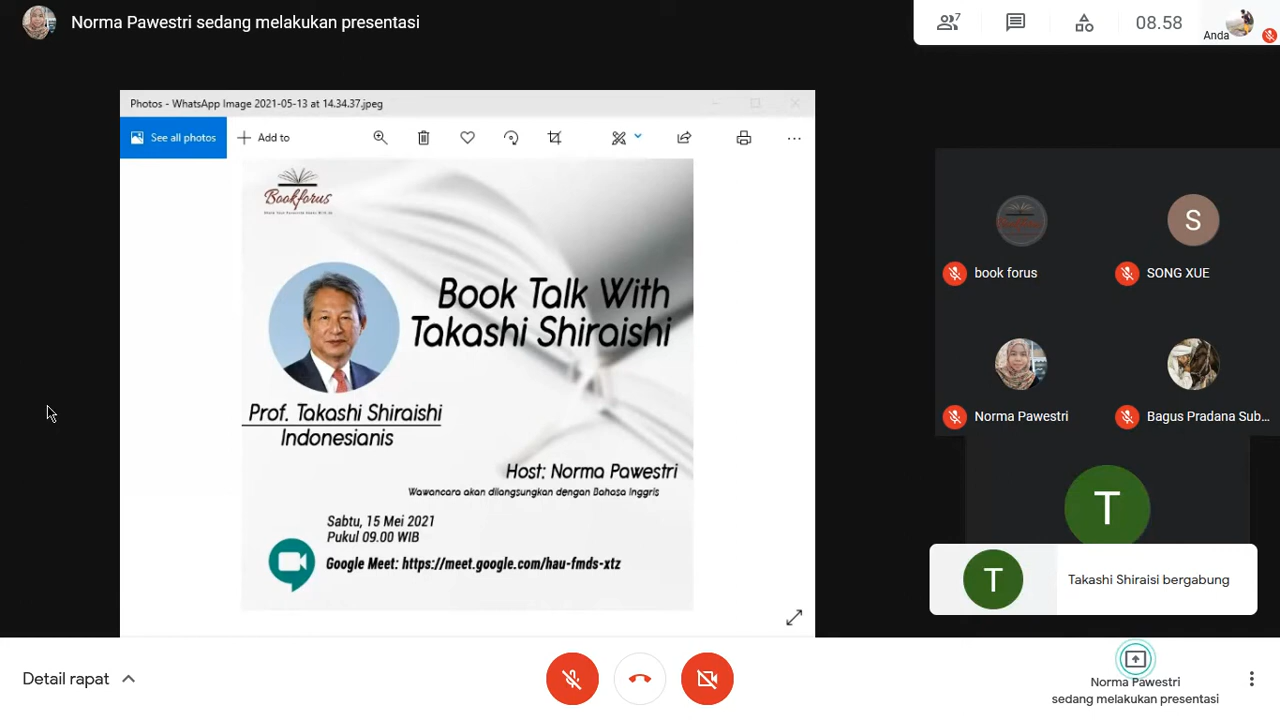 Norma Pawestri sedang melakukan presentasi
7
08.58
Anda
Photos - WhatsApp Image 2021-05-13 at 14.34.37.jpeg
See all photos
Add to
Bookforus
Book Talk With
Takashi Shiraishi
Prof. Takashi Shiraishi
Indonesianis
Host: Norma Pawestri
Wawancara akan dilangsungkan dengan Bahasa Inggris
Sabtu, 15 Mei 2021
Pukul 09.00 WIB
Google Meet: https://meet.google.com/hau-fmds-xtz
book forus
S
SONG XUE
Norma Pawestri
Bagus Pradana Sub...
T
T
Takashi Shiraisi bergabung
Detail rapat
Norma Pawestri
sedang melakukan presentasi